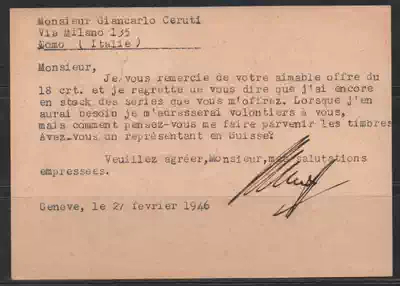 Monsieur Giancarlo Ceruti
Via Milano 135
Momo ( Italie)
Monsieur,
Je vous remercie de votre aimable offre du
18 crt. et je regrette de vous dire que j'ai encore
en stock des series que vous m'offrez. Lorsque j'en
aurai besoin je m'adresserai volontiers à vous,
mais comment pensez-vous me faire parvenir les timbres
Avez-vous un représentant en Suisse?
Veuillez agréer,Monsieur,mes salutations
empressées.
Genève, le 27 fevrier 1946